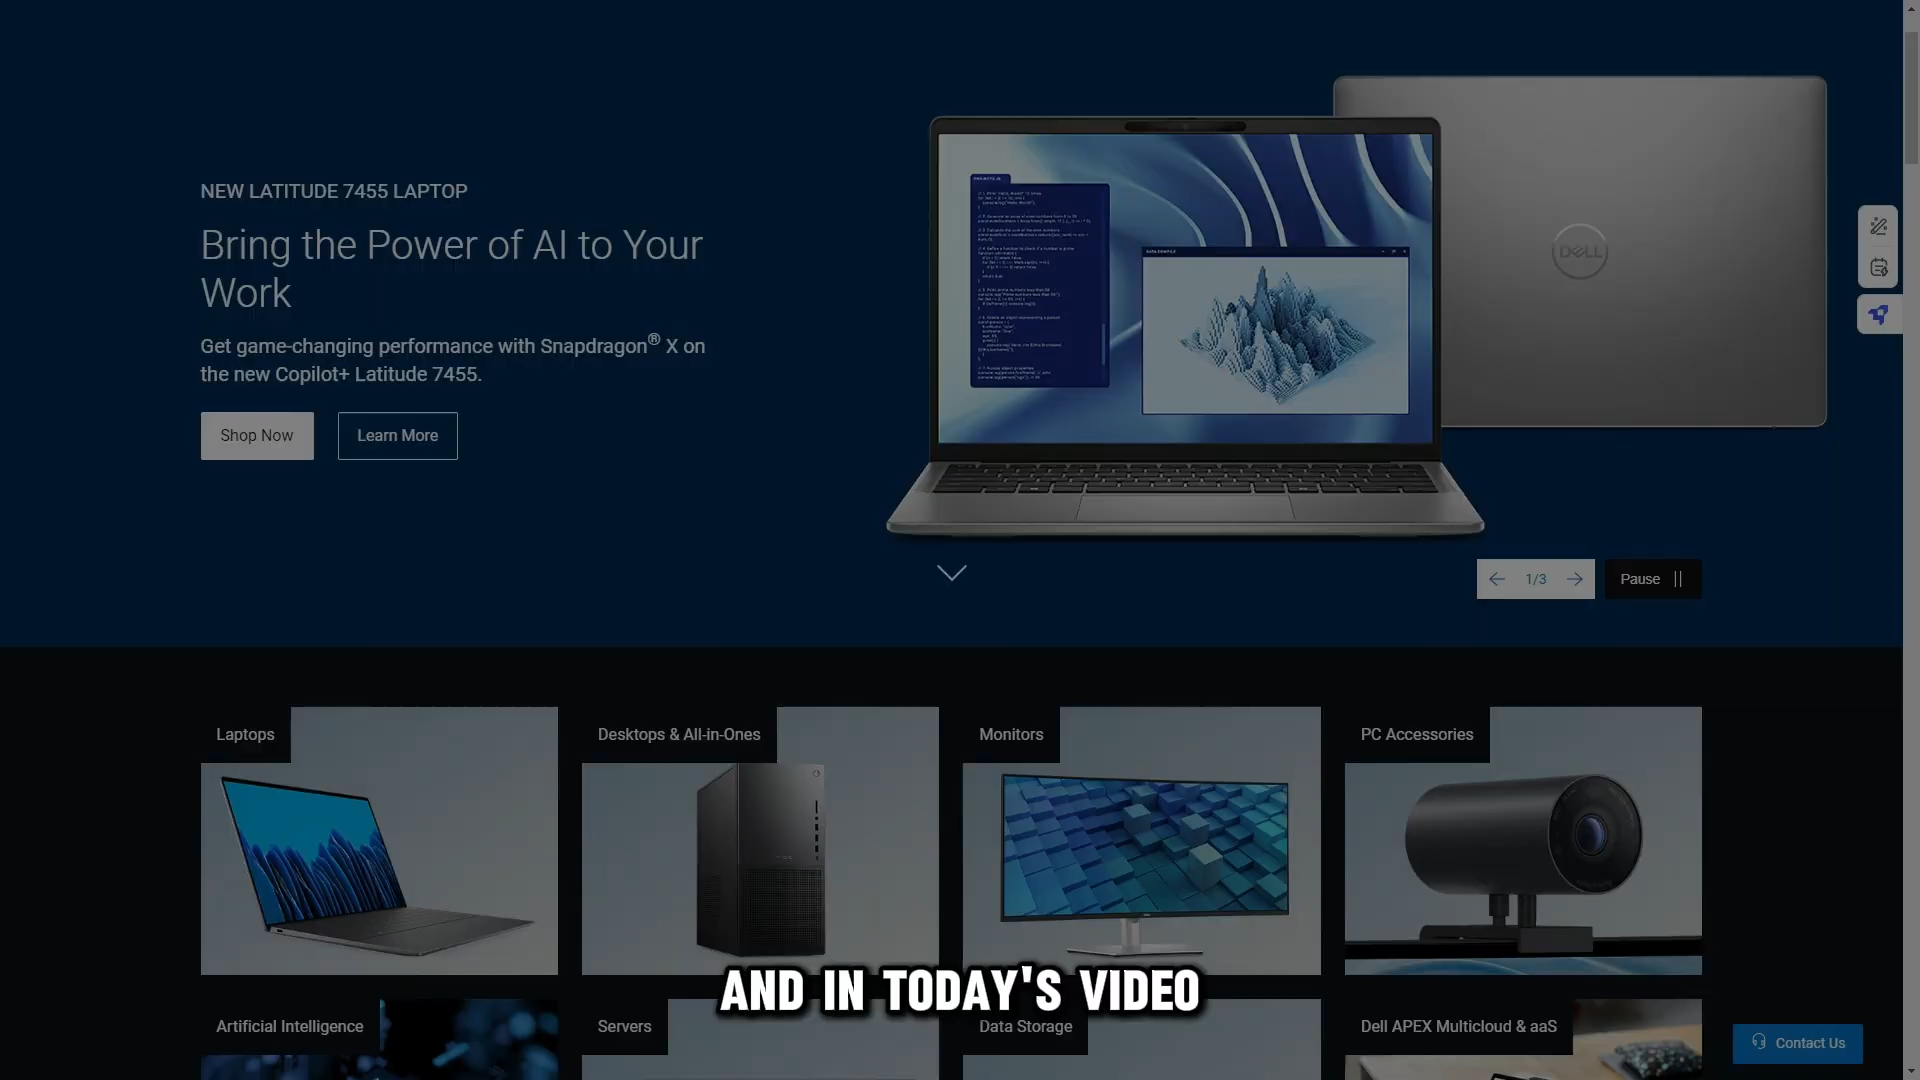 NEW LATITUDE 7455 LAPTOP
Bring the Power of AI to Your
Work
Get game-changing performance with Snapdragon® X on
the new Copilot+ Latitude 7455.
Shop Now
Learn More
DELL
1/3
Pause
Laptops
Desktops & All-in-Ones
Monitors
PC Accessories
AND IN TODAY'S VIDEO
Artificial Intelligence
Servers
Data Storage
Dell APEX Multicloud & aaS
Contact Us